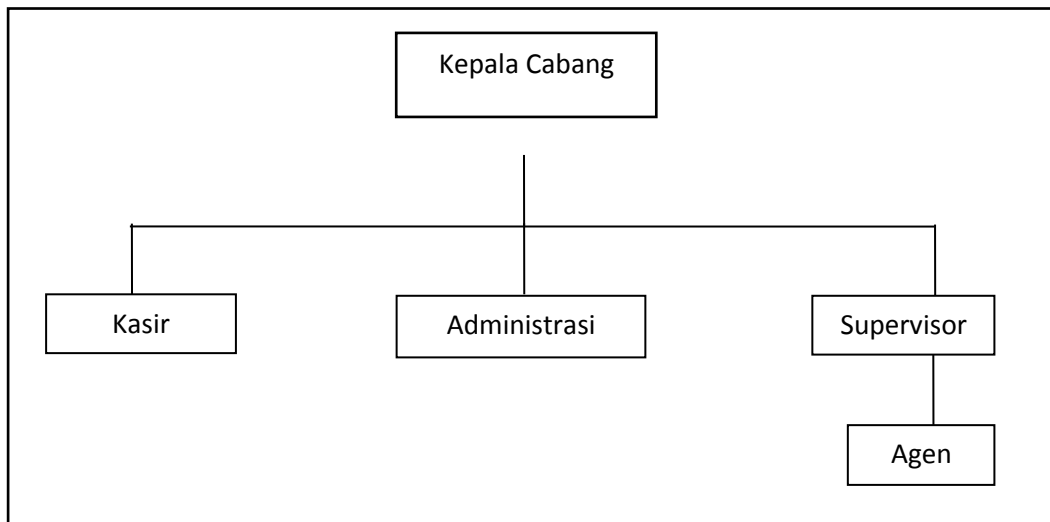 Kepala Cabang
Kasir
Administrasi
Supervisor
Agen